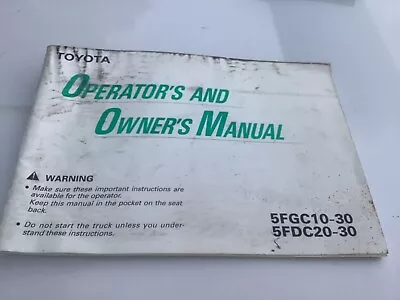 TOYOTA
OPERATOR'S AND
OWNER'S MANUAL
WARNING
• Make sure these important instructions are
available for the operator.
Keep this manual in the pocket on the seat
back.
• Do not start the truck unless you under-
stand these instructions.
5FGC10-30
5FDC20-30